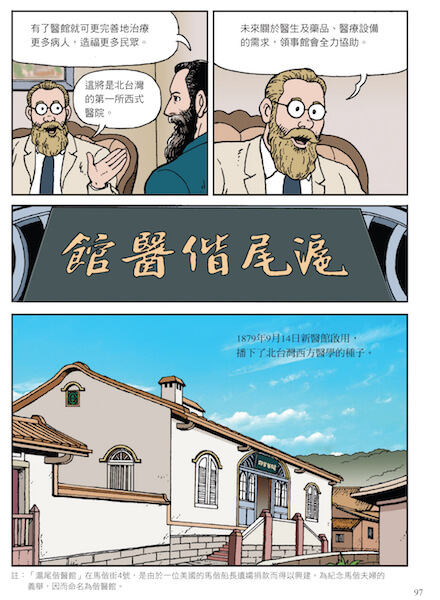 有了醫館就可更完善地治療
更多病人，造福更多民眾。
這將是北台灣
的第一所西式
醫院。
未來關於醫生及藥品、醫療設備
的需求，領事館會全力協助。
館醫偕尾滬
1879年9月14日新醫館啟用，
播下了北台灣西方醫學的種子。
註：「滬尾偕醫館」在馬偕街4號，是由於一位美國的馬偕船長遺孀捐款而得以興建。為紀念馬偕夫婦的
義舉，因而命名為偕醫館。
97